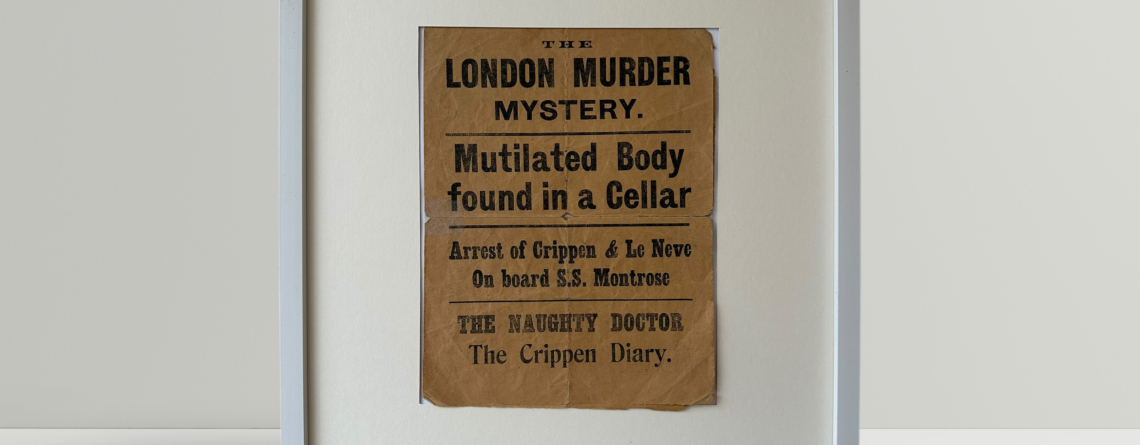 THE
LONDON MURDER
MYSTERY.
Mutilated Body
found in a Cellar
Arrest of Crippen & Le Neve
On board S.S. Montrose
THE NAUGHTY DOCTOR
The Crippen Diary.